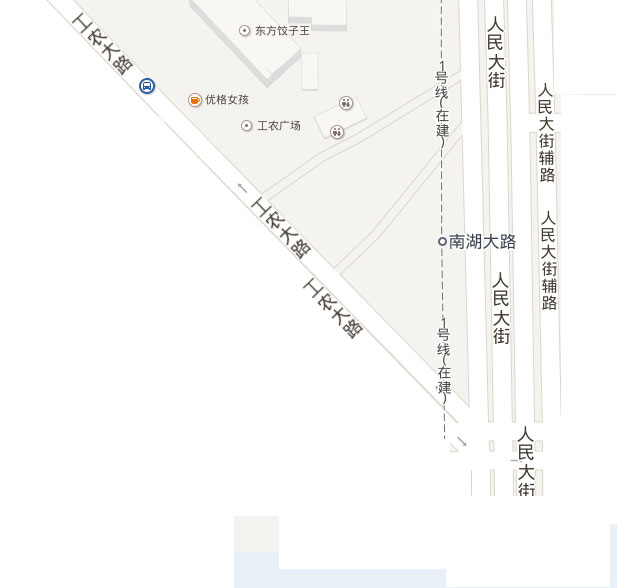 工农大路
人民大街
东方饺子王
1号线(在建)
优格女孩
工农广场
人民大街辅路
工农大路
南湖大路
人民大街辅路
工农大路
人民大街
1号线(在建)
人民大街